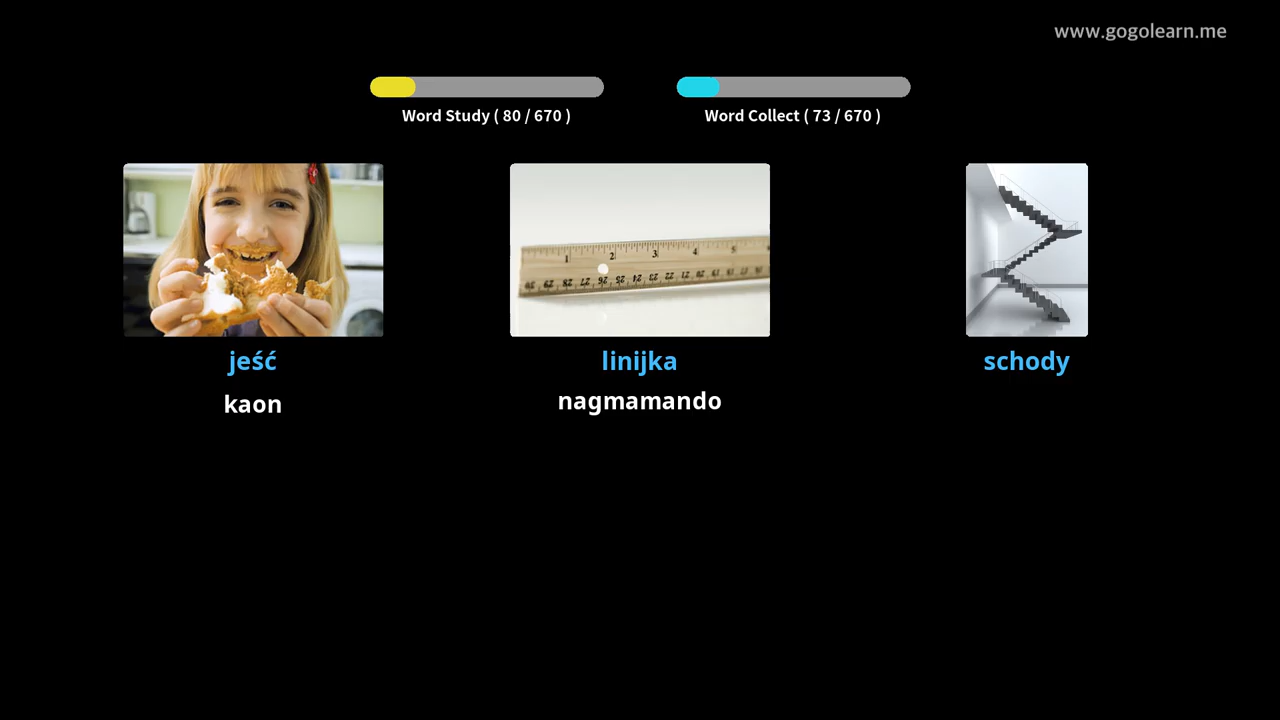 www.gogolearn.me
Word Study ( 80 / 670 )
Word Collect ( 73 / 670 )
jeść
linijka
schody
kaon
nagmamando